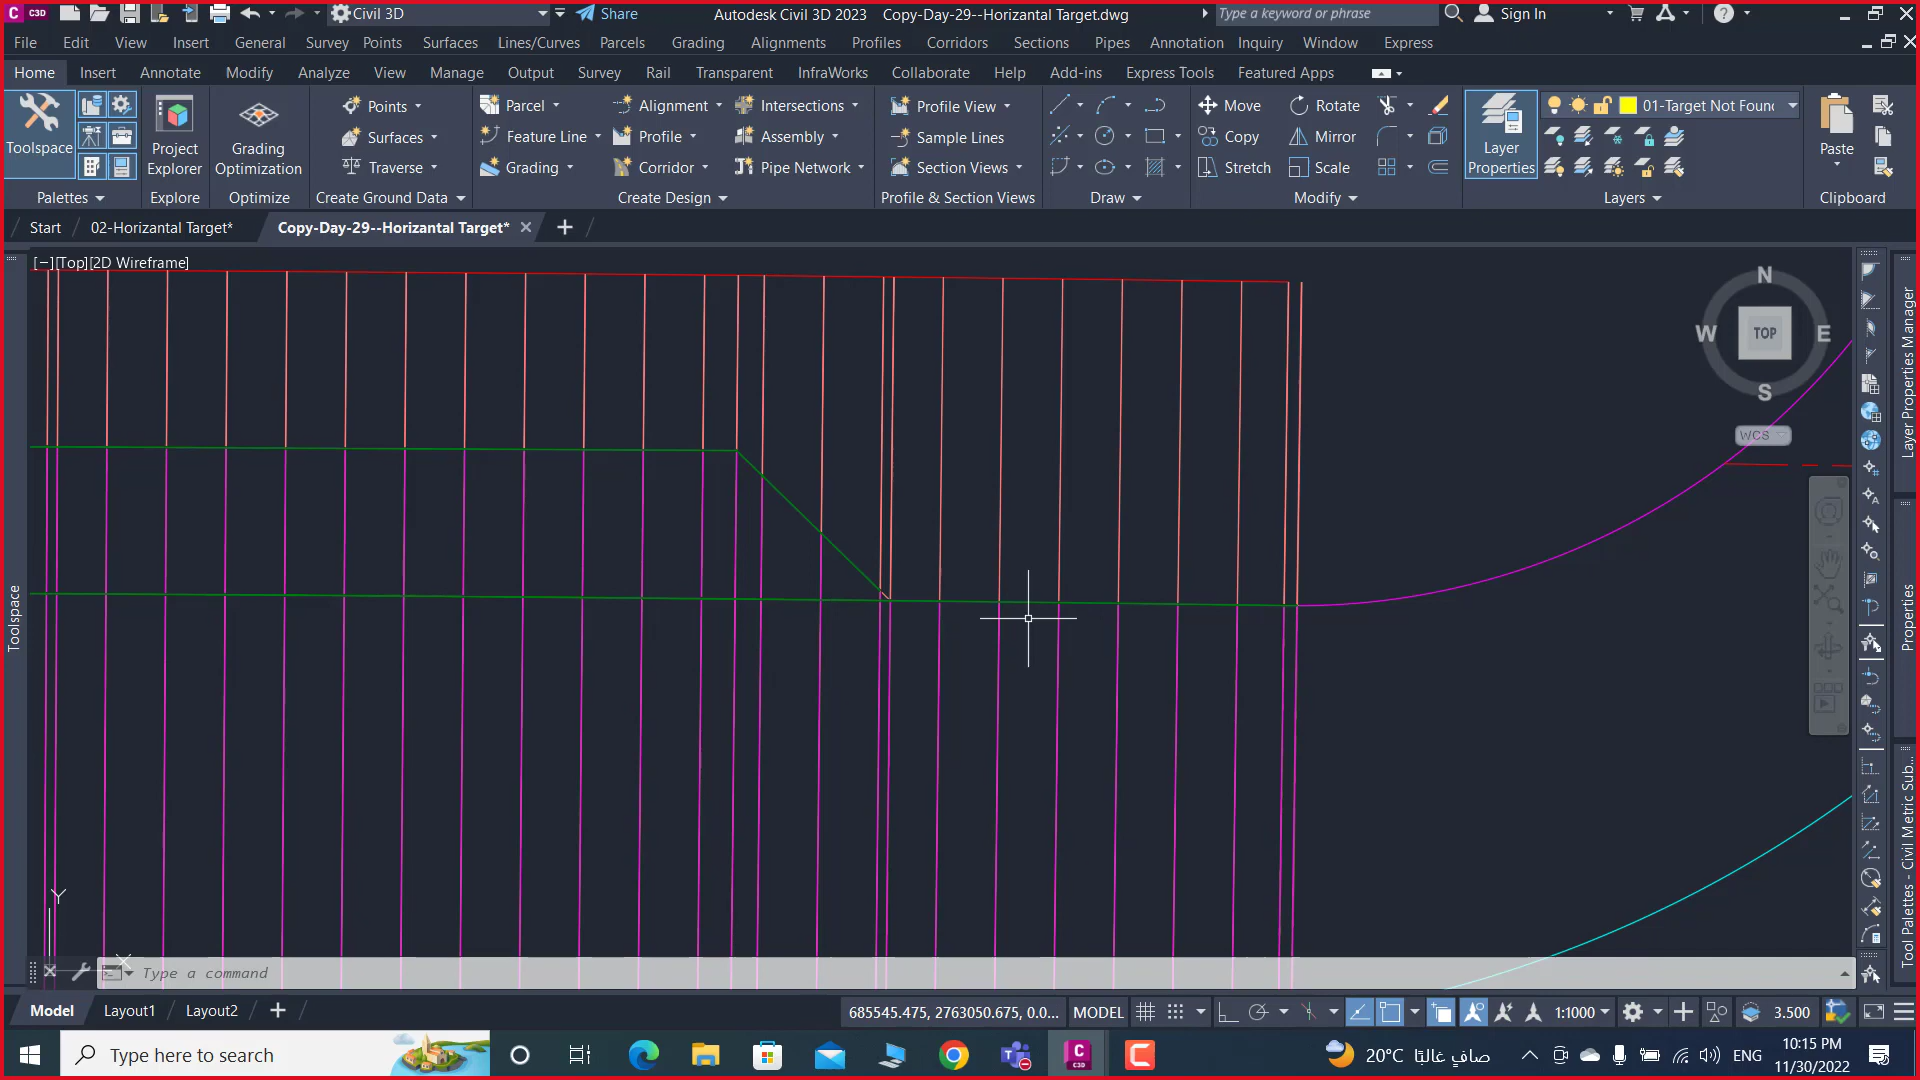 C3D Civil 3D Share Autodesk Civil 3D 2023 Copy-Day-29--Horizantal Target.dwg Type a keyword or phrase Sign In
File Edit View Insert General Survey Points Surfaces Lines/Curves Parcels Grading Alignments Profiles Corridors Sections Pipes Annotation Inquiry Window Express
Home Insert Annotate Modify Analyze View Manage Output Survey Rail Transparent InfraWorks Collaborate Help Add-ins Express Tools Featured Apps
Points Parcel Alignment Intersections Profile View Move Rotate 01-Target Not Found
Toolspace Project Explorer Grading Optimization Surfaces Feature Line Profile Assembly Sample Lines Copy Mirror Layer Properties Paste
Traverse Grading Corridor Pipe Network Section Views Stretch Scale
Palettes Explore Optimize Create Ground Data Create Design Profile & Section Views Draw Modify Layers Clipboard
Start 02-Horizantal Target* Copy-Day-29--Horizantal Target*
[−][Top][2D Wireframe]
N
W TOP E
S
WCS
Layer Properties Manager
Properties
Tool Palettes - Civil Metric Sub...
Toolspace
Y
X
Type a command
Model Layout1 Layout2 685545.475, 2763050.675, 0.0... MODEL 1:1000 3.500
Type here to search C3D 20°C صافٍ غالبًا ENG 10:15 PM
11/30/2022